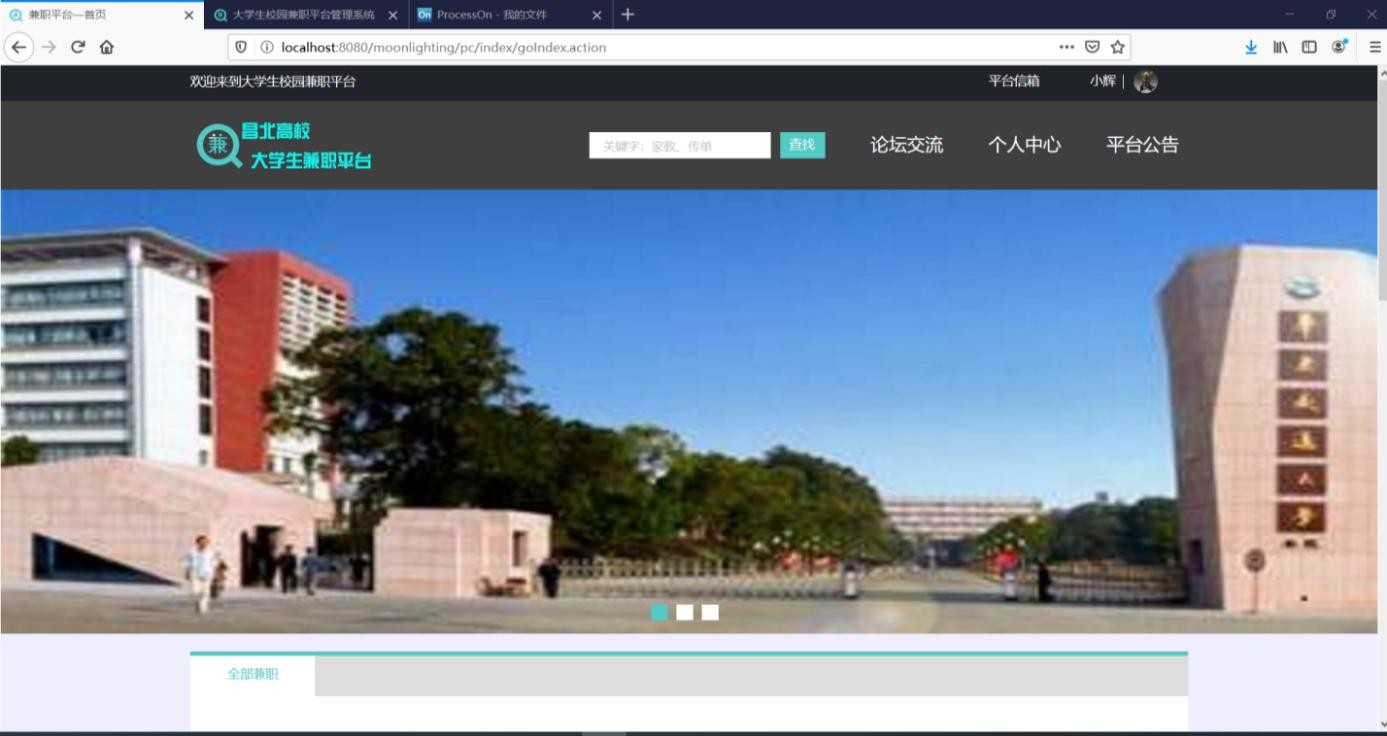 兼职平台—首页
大学生校园兼职平台管理系统
On ProcessOn - 我的文件
localhost:8080/moonlighting/pc/index/goIndex.action
欢迎来到大学生校园兼职平台
平台信箱
小辉 |
兼
昌北高校
大学生兼职平台
关键字：家教、传单
查找
论坛交流
个人中心
平台公告
全部兼职